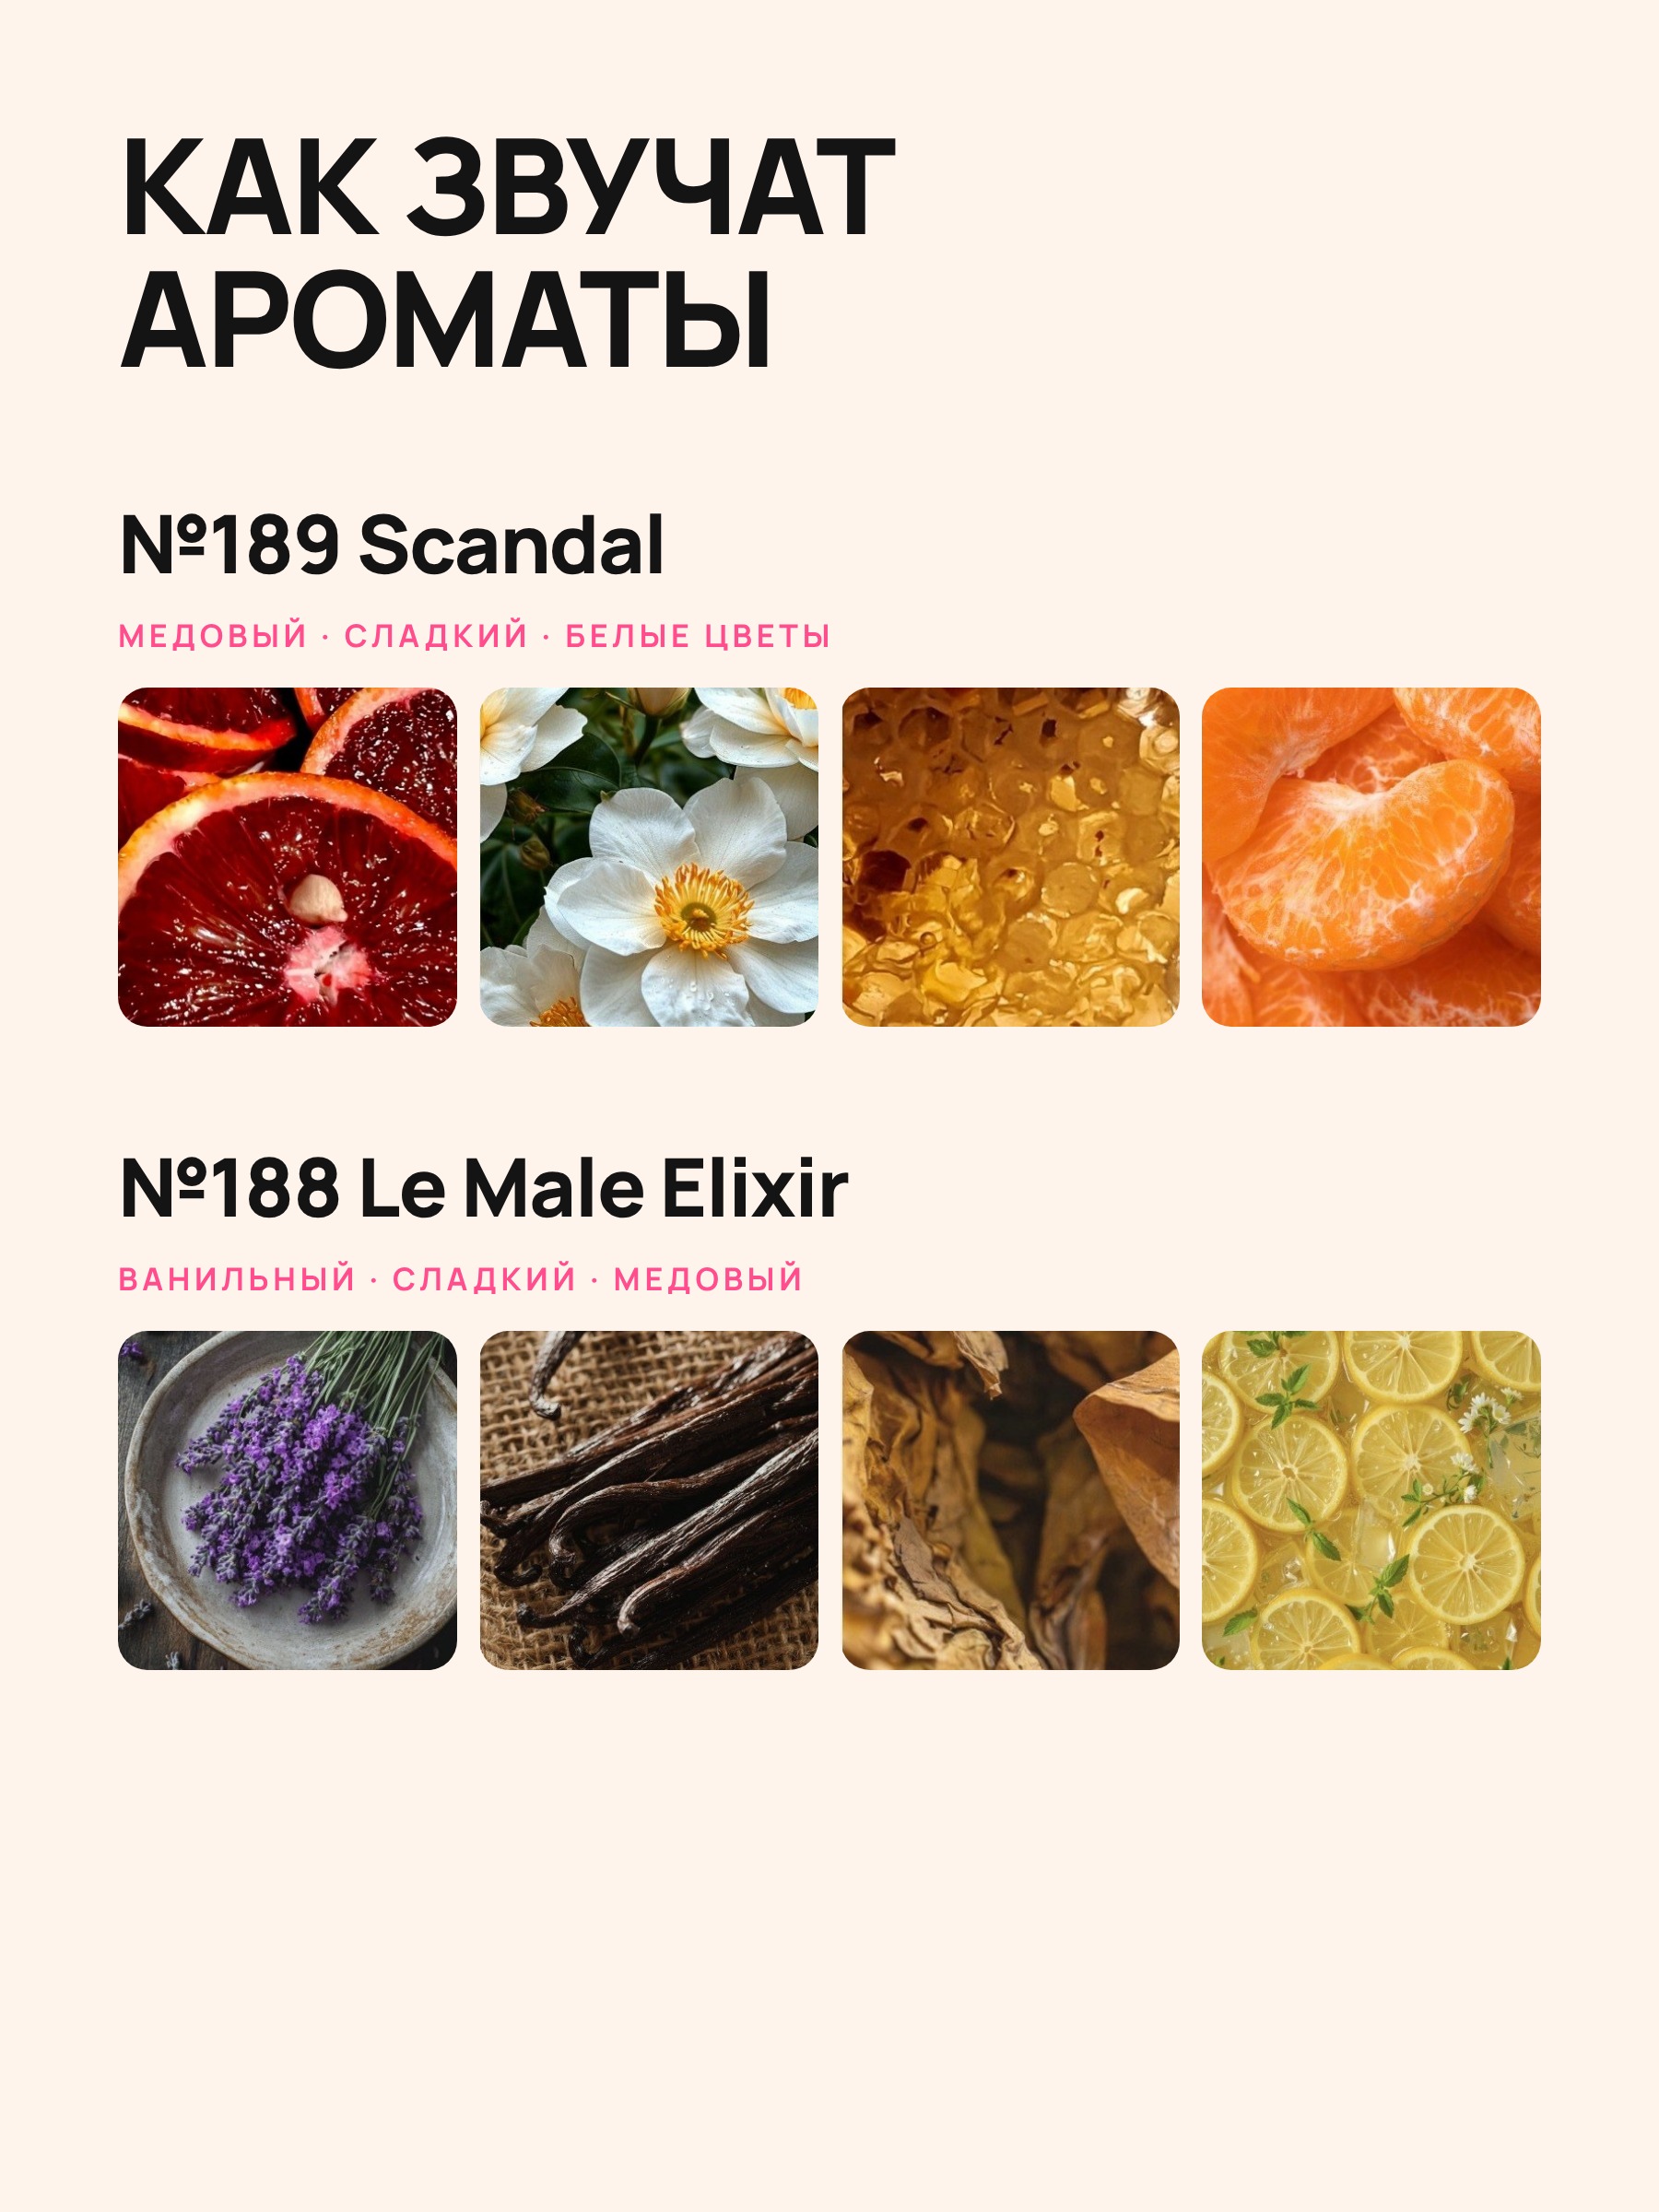 КАК ЗВУЧАТ
АРОМАТЫ
№189 Scandal
МЕДОВЫЙ · СЛАДКИЙ · БЕЛЫЕ ЦВЕТЫ
№188 Le Male Elixir
ВАНИЛЬНЫЙ · СЛАДКИЙ · МЕДОВЫЙ